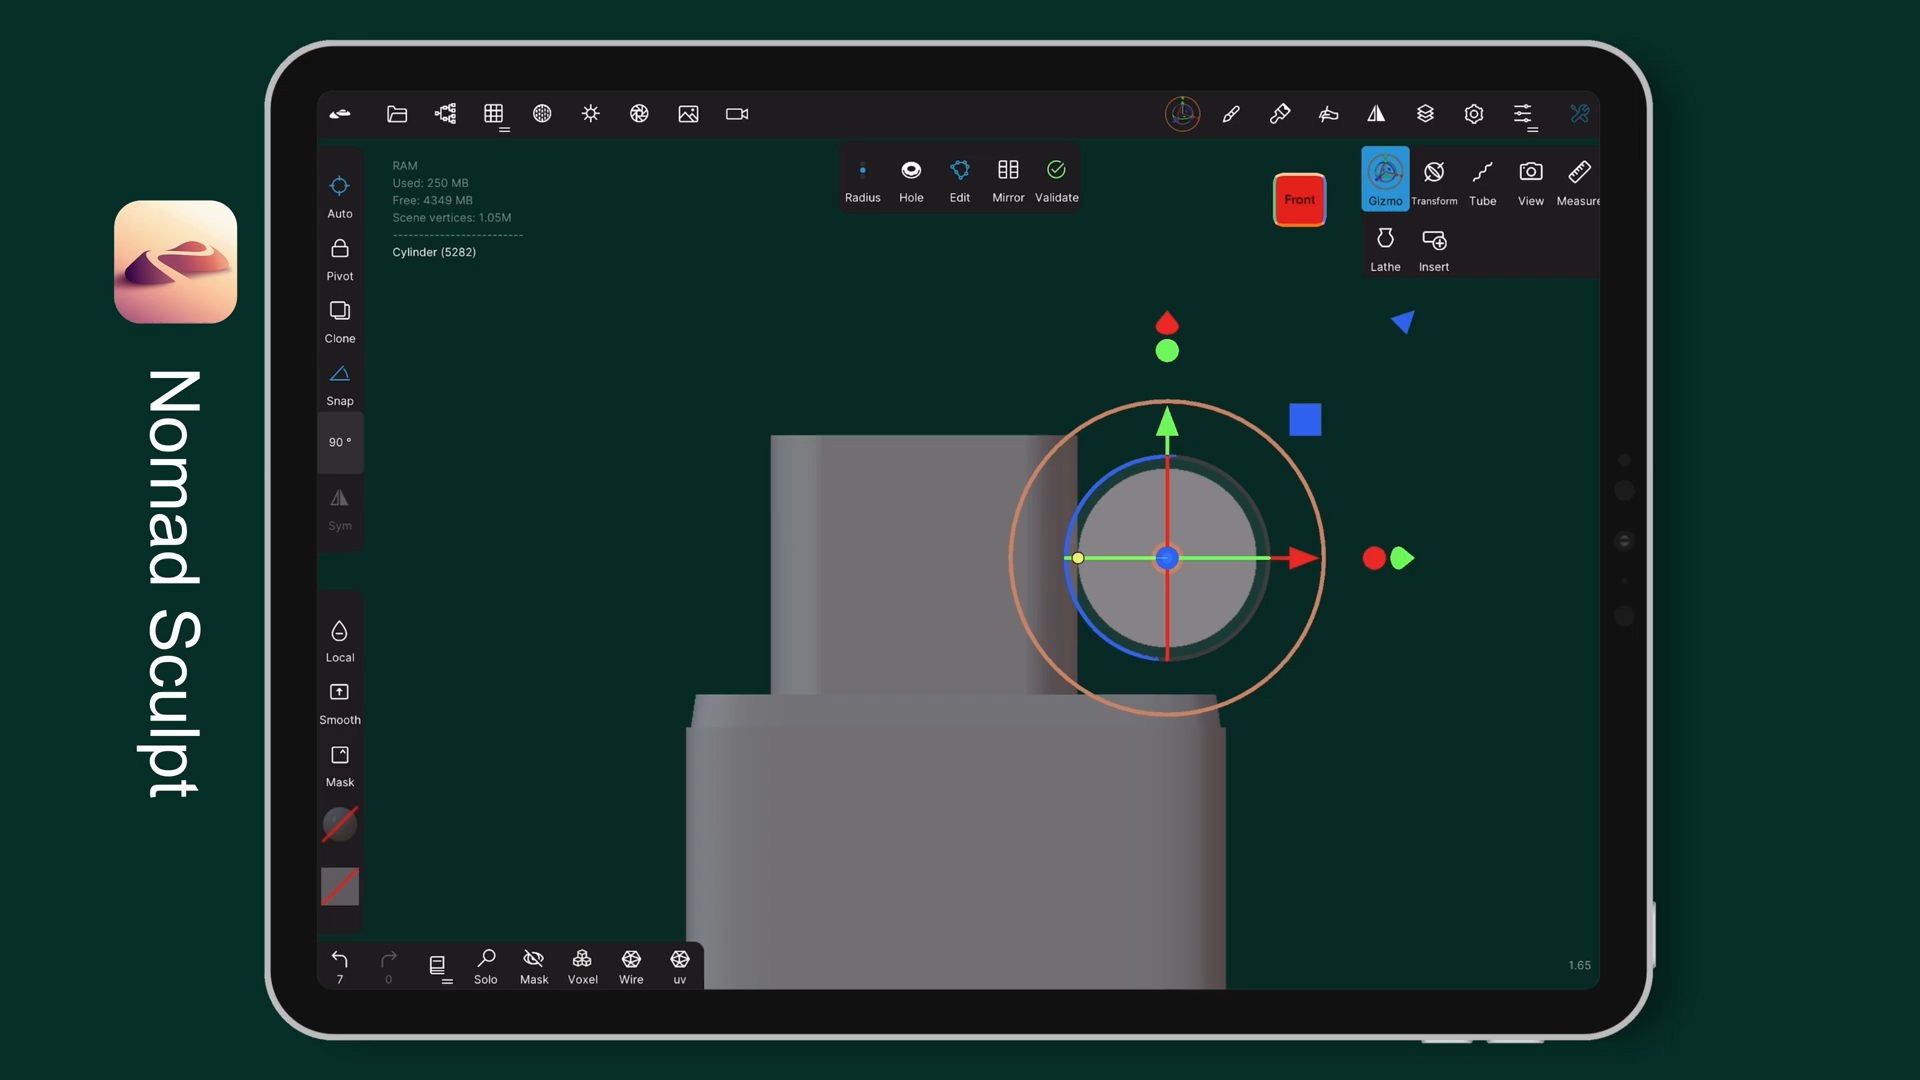 Nomad Sculpt
RAM
Used: 250 MB
Free: 4349 MB
Scene vertices: 1.05M
------------------------
Cylinder (5282)
Radius Hole Edit Mirror Validate
Front
Gizmo Transform Tube View Measure
Lathe Insert
Auto
Pivot
Clone
Snap
90 °
Sym
Local
Smooth
Mask
7 0 Solo Mask Voxel Wire uv
1.65